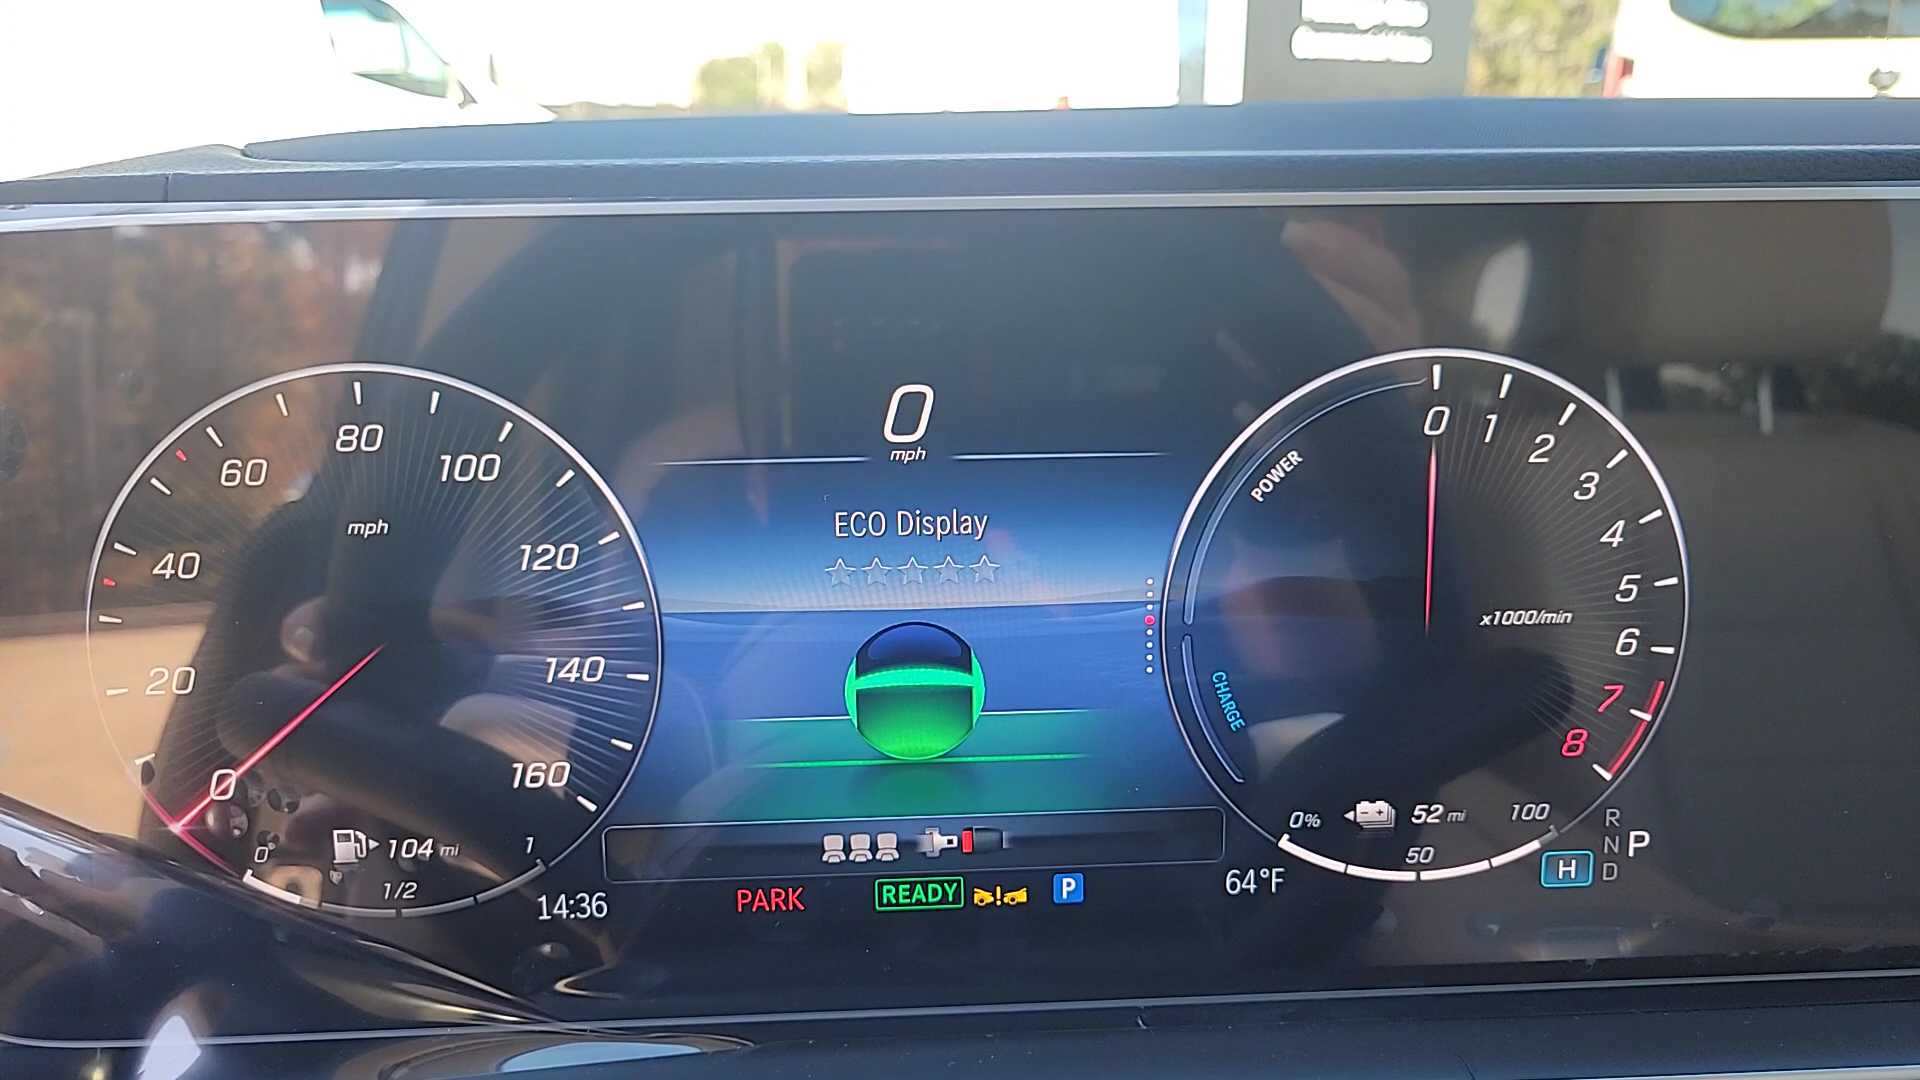 0
mph
ECO Display
80
60
100
mph
40
120
20
140
0
160
0
104 mi
1
1/2
14:36
PARK
READY
P
64°F
POWER
CHARGE
0
1
2
3
4
5
6
7
8
x1000/min
0%
52 mi
100
50
R
N
D
P
H